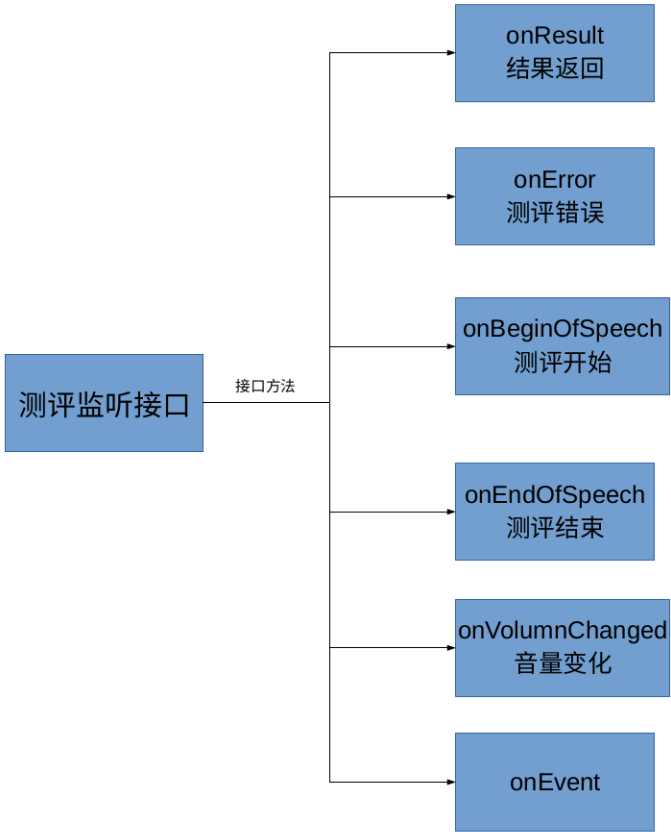 onResult
结果返回
onError
测评错误
onBeginOfSpeech
测评开始
测评监听接口
接口方法
onEndOfSpeech
测评结束
onVolumnChanged
音量变化
onEvent